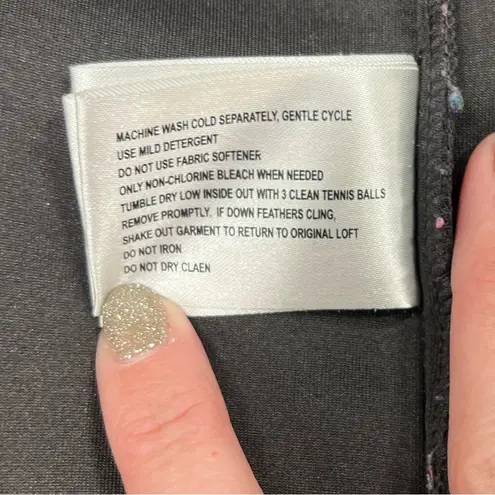 MACHINE WASH COLD SEPARATELY, GENTLE CYCLE
USE MILD DETERGENT
DO NOT USE FABRIC SOFTENER
ONLY NON-CHLORINE BLEACH WHEN NEEDED
TUMBLE DRY LOW INSIDE OUT WITH 3 CLEAN TENNIS BALLS
REMOVE PROMPTLY. IF DOWN FEATHERS CLING,
SHAKE OUT GARMENT TO RETURN TO ORIGINAL LOFT
DO NOT IRON
DO NOT DRY CLAEN